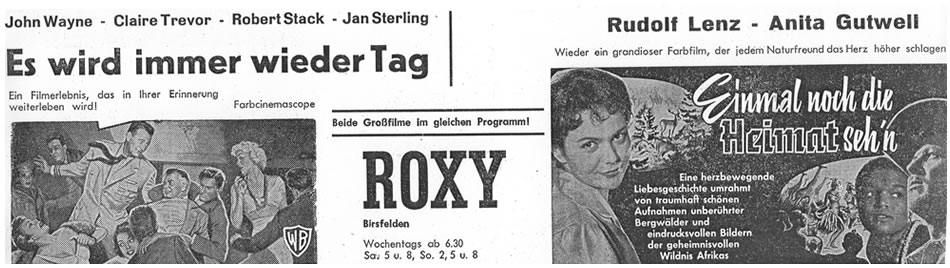 John Wayne - Claire Trevor - Robert Stack - Jan Sterling
Es wird immer wieder Tag
Ein Filmerlebnis, das in Ihrer Erinnerung
weiterleben wird!
Farbcinemascope
WB
Beide Großfilme im gleichen Programm!
ROXY
Birsfelden
Wochentags ab 6.30
Sa. 5 u. 8, So. 2, 5 u. 8
Rudolf Lenz - Anita Gutwell
Wieder ein grandioser Farbfilm, der jedem Naturfreund das Herz höher schlagen
Einmal noch die
Heimat seh'n
Eine herzbewegende
Liebesgeschichte umrahmt
von traumhaft schönen
Aufnahmen unberührter
Bergwälder und
eindrucksvollen Bildern
der geheimnisvollen
Wildnis Afrikas